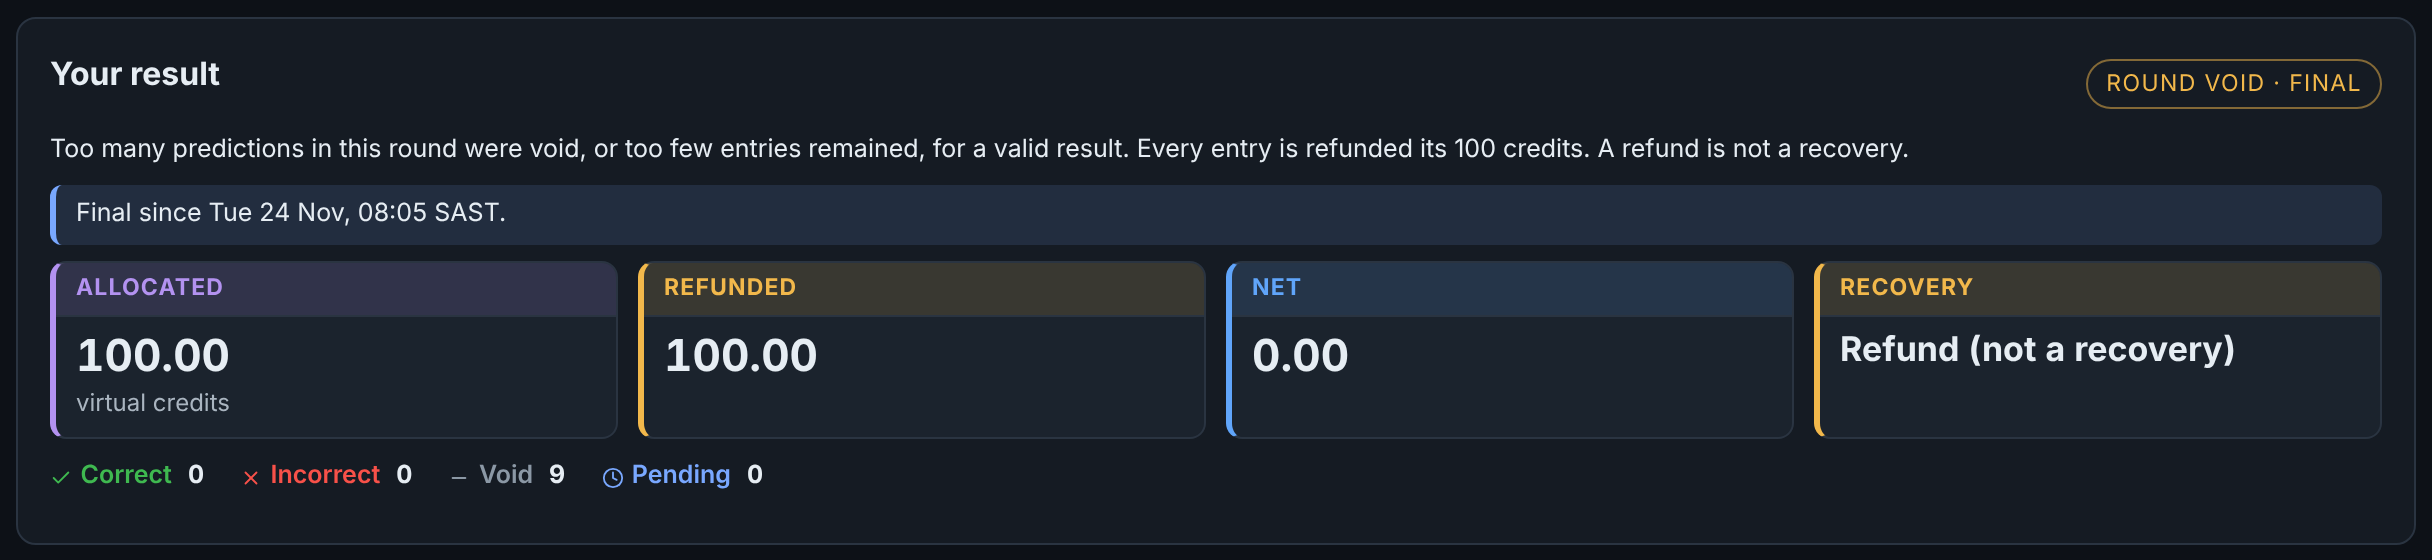 Your result
ROUND VOID · FINAL
Too many predictions in this round were void, or too few entries remained, for a valid result. Every entry is refunded its 100 credits. A refund is not a recovery.
Final since Tue 24 Nov, 08:05 SAST.
ALLOCATED
100.00
virtual credits
REFUNDED
100.00
NET
0.00
RECOVERY
Refund (not a recovery)
Correct 0 Incorrect 0 Void 9 Pending 0